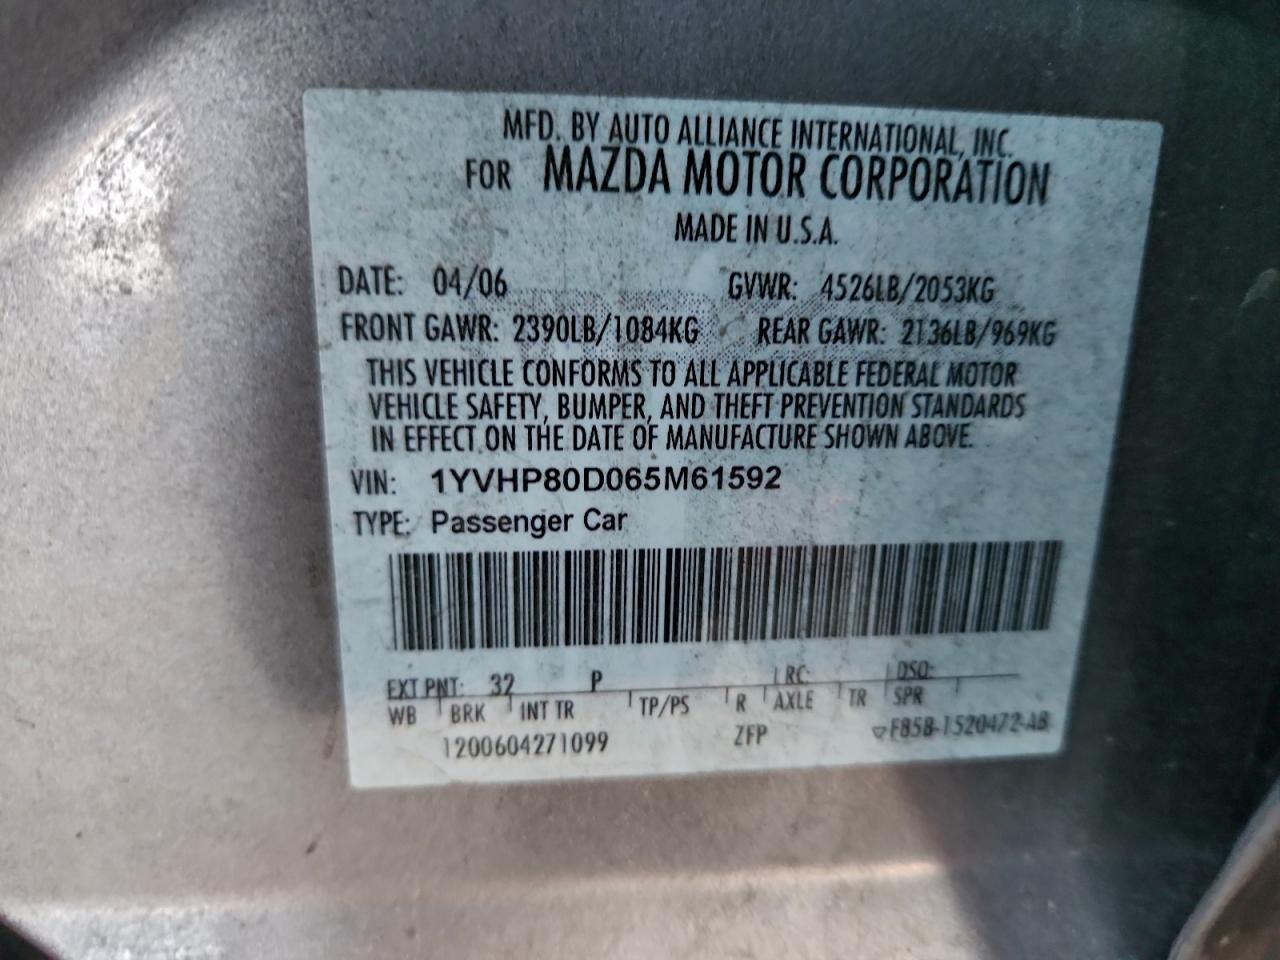 MFD. BY AUTO ALLIANCE INTERNATIONAL, INC.
FOR MAZDA MOTOR CORPORATION
MADE IN U.S.A.
DATE: 04/06 GVWR: 4526LB/2053KG
FRONT GAWR: 2390LB/1084KG REAR GAWR: 2136LB/969KG
THIS VEHICLE CONFORMS TO ALL APPLICABLE FEDERAL MOTOR
VEHICLE SAFETY, BUMPER, AND THEFT PREVENTION STANDARDS
IN EFFECT ON THE DATE OF MANUFACTURE SHOWN ABOVE.
VIN: 1YVHP80D065M61592
TYPE: Passenger Car
EXT PNT: 32 P RC: DSO:
WB BRK INT TR TP/PS R AXLE TR SPR
1200604271099 ZFP ▽F85B-1520472-AB